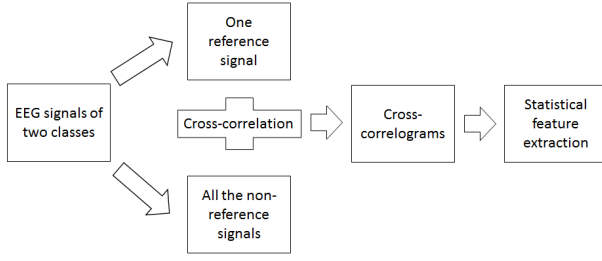 EEG signals of
two classes
One
reference
signal
Cross-correlation
All the non-
reference
signals
Cross-
correlograms
Statistical
feature
extraction